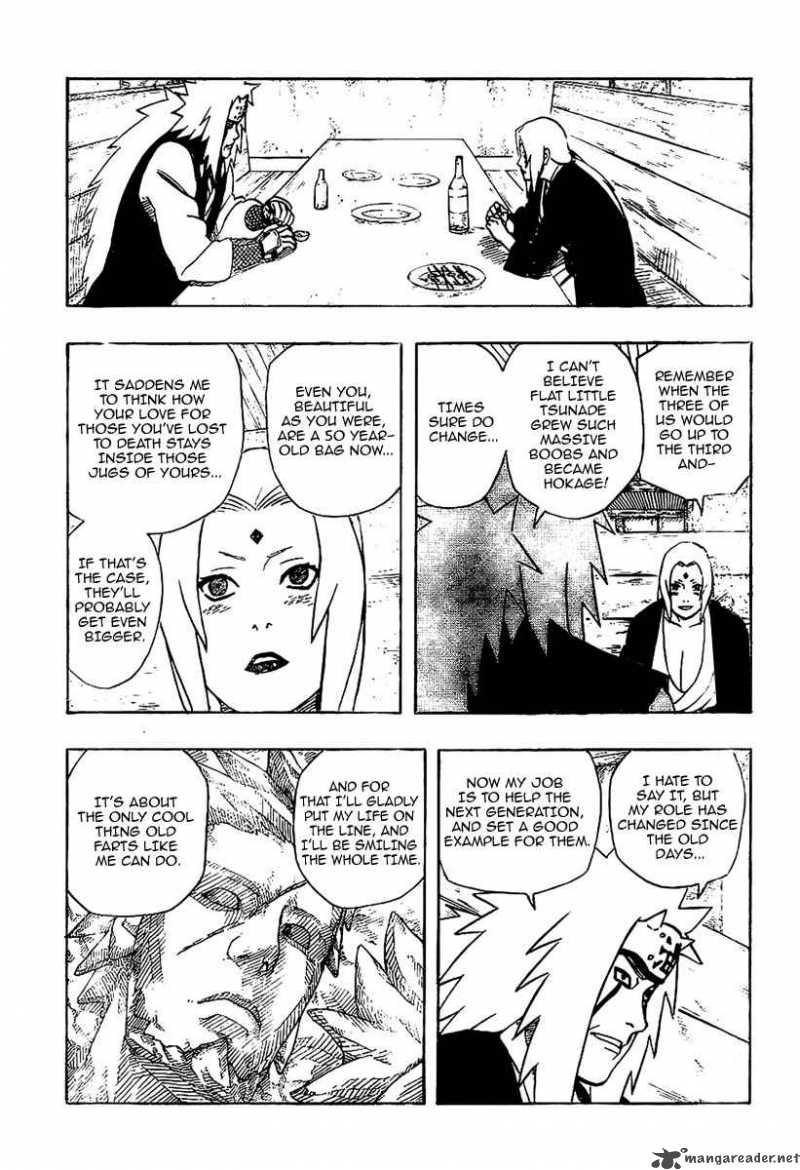 REMEMBER
WHEN THE
THREE OF
US WOULD
GO UP TO
THE THIRD
AND-
I CAN'T
BELIEVE
FLAT LITTLE
TSUNADE
GREW SUCH
MASSIVE
BOOBS AND
BECAME
HOKAGE!
TIMES
SURE DO
CHANGE...
EVEN YOU,
BEAUTIFUL
AS YOU WERE,
ARE A 50 YEAR-
OLD BAG NOW...
IT SADDENS ME
TO THINK HOW
YOUR LOVE FOR
THOSE YOU'VE LOST
TO DEATH STAYS
INSIDE THOSE
JUGS OF YOURS...
IF THAT'S
THE CASE,
THEY'LL
PROBABLY
GET EVEN
BIGGER.
I HATE TO
SAY IT, BUT
MY ROLE HAS
CHANGED SINCE
THE OLD
DAYS...
NOW MY JOB
IS TO HELP THE
NEXT GENERATION,
AND SET A GOOD
EXAMPLE FOR THEM.
AND FOR
THAT I'LL GLADLY
PUT MY LIFE ON
THE LINE, AND
I'LL BE SMILING
THE WHOLE TIME.
IT'S ABOUT
THE ONLY COOL
THING OLD
FARTS LIKE
ME CAN DO.
mangareader.net